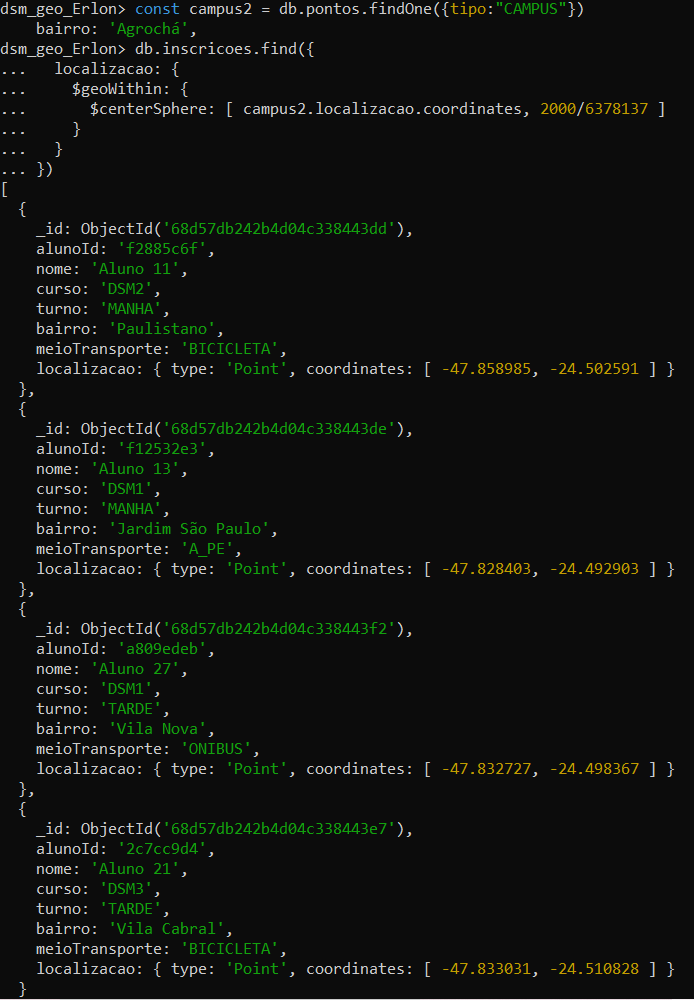 dsm_geo_Erlon> const campus2 = db.pontos.findOne({tipo:"CAMPUS"})
    bairro: 'Agrochá',
dsm_geo_Erlon> db.inscricoes.find({
...   localizacao: {
...     $geoWithin: {
...       $centerSphere: [ campus2.localizacao.coordinates, 2000/6378137 ]
...     }
...   }
... })
[
  {
    _id: ObjectId('68d57db242b4d04c338443dd'),
    alunoId: 'f2885c6f',
    nome: 'Aluno 11',
    curso: 'DSM2',
    turno: 'MANHA',
    bairro: 'Paulistano',
    meioTransporte: 'BICICLETA',
    localizacao: { type: 'Point', coordinates: [ -47.858985, -24.502591 ] }
  },
  {
    _id: ObjectId('68d57db242b4d04c338443de'),
    alunoId: 'f12532e3',
    nome: 'Aluno 13',
    curso: 'DSM1',
    turno: 'MANHA',
    bairro: 'Jardim São Paulo',
    meioTransporte: 'A_PE',
    localizacao: { type: 'Point', coordinates: [ -47.828403, -24.492903 ] }
  },
  {
    _id: ObjectId('68d57db242b4d04c338443f2'),
    alunoId: 'a809edeb',
    nome: 'Aluno 27',
    curso: 'DSM1',
    turno: 'TARDE',
    bairro: 'Vila Nova',
    meioTransporte: 'ONIBUS',
    localizacao: { type: 'Point', coordinates: [ -47.832727, -24.498367 ] }
  },
  {
    _id: ObjectId('68d57db242b4d04c338443e7'),
    alunoId: '2c7cc9d4',
    nome: 'Aluno 21',
    curso: 'DSM3',
    turno: 'TARDE',
    bairro: 'Vila Cabral',
    meioTransporte: 'BICICLETA',
    localizacao: { type: 'Point', coordinates: [ -47.833031, -24.510828 ] }
  }